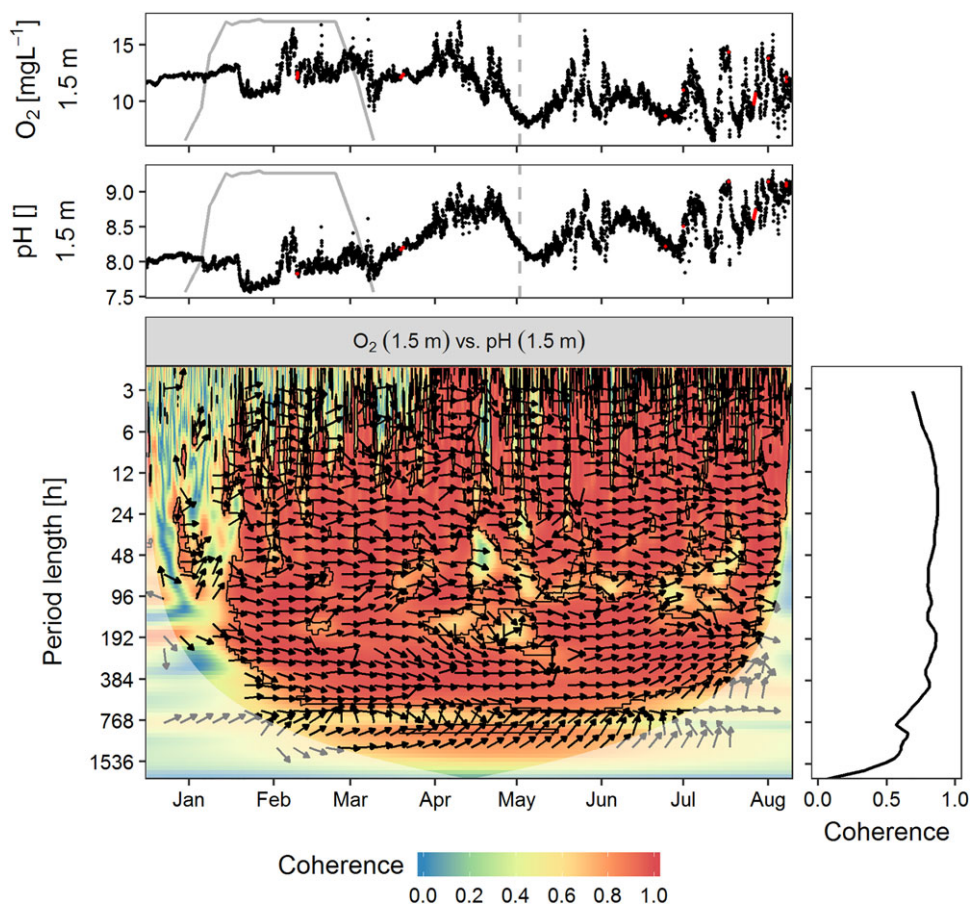 O₂ [mgL⁻¹]
1.5 m
15
10
pH []
1.5 m
9.0
8.5
8.0
7.5
O₂ (1.5 m) vs. pH (1.5 m)
Period length [h]
3
6
12
24
48
96
192
384
768
1536
Jan Feb Mar Apr May Jun Jul Aug
0.0 0.5 1.0
Coherence
Coherence
0.0 0.2 0.4 0.6 0.8 1.0